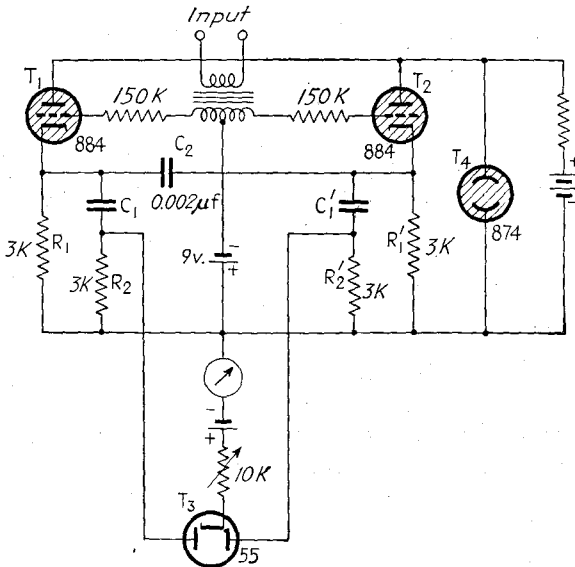 Input
T1
T2
150K
150K
884
884
C2
0.002μf
T4
874
+
-
C1
C1'
3K
R1
3K
R2
9v.
-
+
R1'
3K
R2'
3K
-
+
10K
T3
55